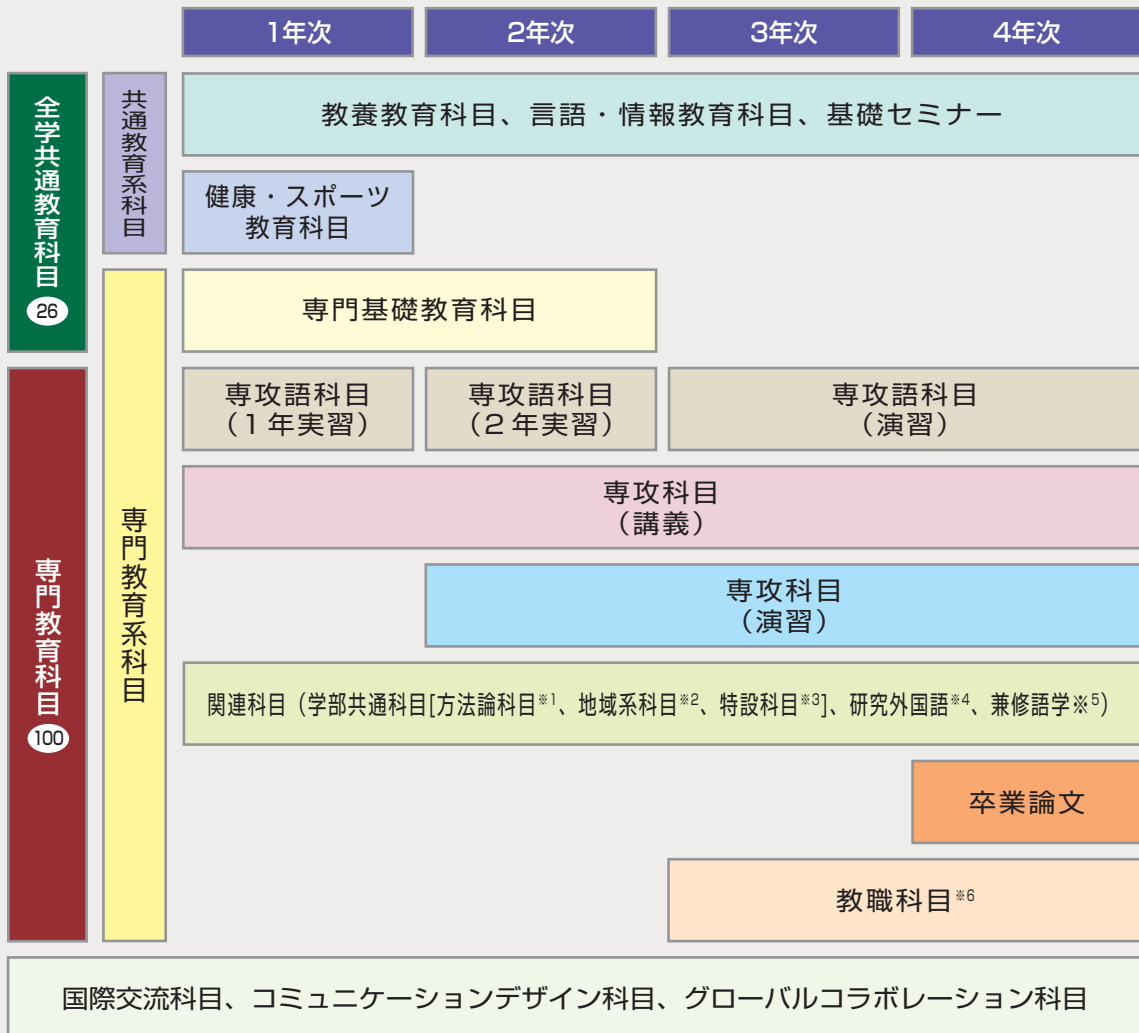 1年次
2年次
3年次
4年次
全学共通教育科目
26
共通教育系科目
教養教育科目、言語・情報教育科目、基礎セミナー
健康・スポーツ
教育科目
専門基礎教育科目
専門教育科目
100
専門教育系科目
専攻語科目
（1年実習）
専攻語科目
（2年実習）
専攻語科目
（演習）
専攻科目
（講義）
専攻科目
（演習）
関連科目（学部共通科目[方法論科目※1、地域系科目※2、特設科目※3]、研究外国語※4、兼修語学※5）
卒業論文
教職科目※6
国際交流科目、コミュニケーションデザイン科目、グローバルコラボレーション科目